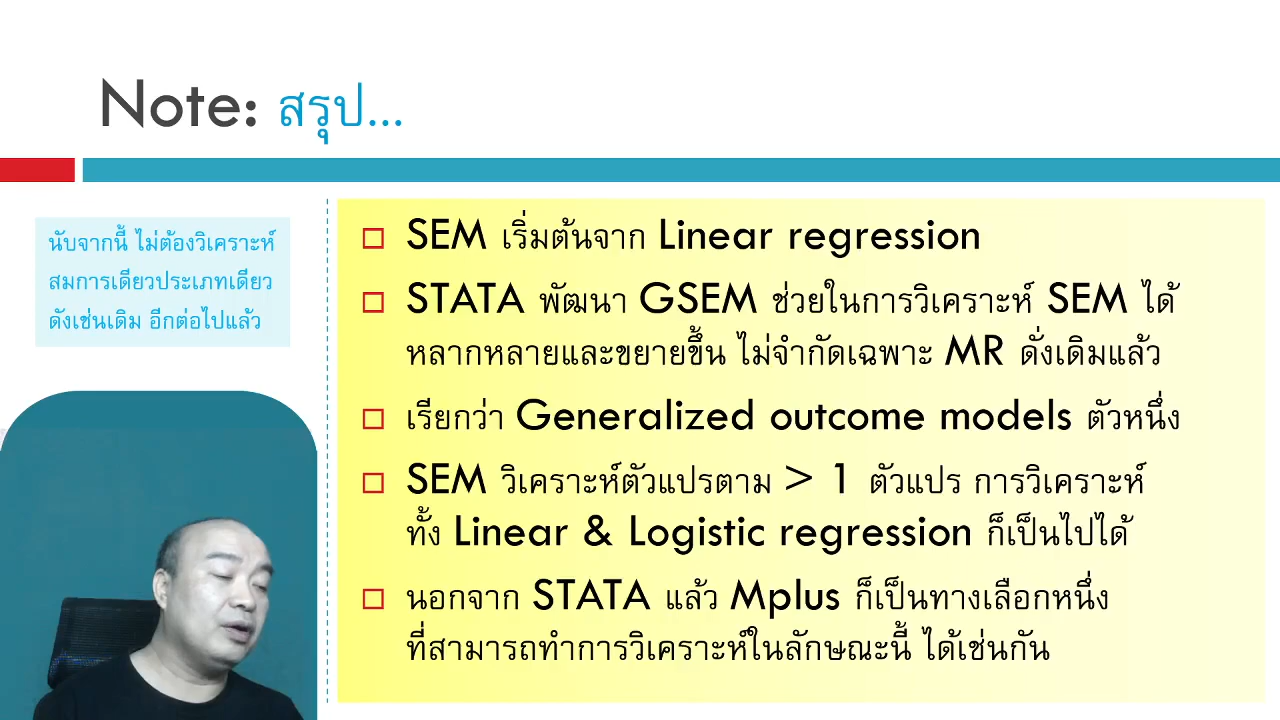 Note: สรุป...
นับจากนี้ ไม่ต้องวิเคราะห์
สมการเดียวประเภทเดียว
ดังเช่นเดิม อีกต่อไปแล้ว
SEM เริ่มต้นจาก Linear regression
STATA พัฒนา GSEM ช่วยในการวิเคราะห์ SEM ได้
หลากหลายและขยายขึ้น ไม่จำกัดเฉพาะ MR ดั่งเดิมแล้ว
เรียกว่า Generalized outcome models ตัวหนึ่ง
SEM วิเคราะห์ตัวแปรตาม > 1 ตัวแปร การวิเคราะห์
ทั้ง Linear & Logistic regression ก็เป็นไปได้
นอกจาก STATA แล้ว Mplus ก็เป็นทางเลือกหนึ่ง
ที่สามารถทำการวิเคราะห์ในลักษณะนี้ ได้เช่นกัน